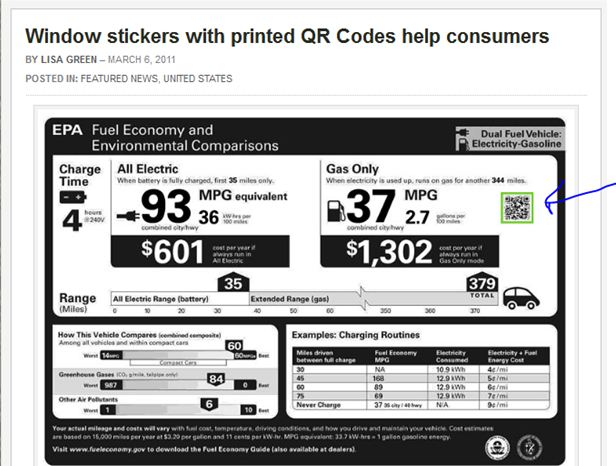 Window stickers with printed QR Codes help consumers
BY LISA GREEN – MARCH 6, 2011
POSTED IN: FEATURED NEWS, UNITED STATES
EPA Fuel Economy and
Environmental Comparisons
Dual Fuel Vehicle:
Electricity-Gasoline
Charge
Time
4 hours
@240V
All Electric
When battery is fully charged, first 35 miles only.
93 MPG equivalent
36 kW-hrs per
100 miles
combined city/hwy
$601 cost per year if
always run in
All Electric
Gas Only
When electricity is used up, runs on gas for another 344 miles.
37 MPG
2.7 gallons per
100 miles
combined city/hwy
$1,302 cost per year if
always run in
Gas Only mode
Range
(Miles)
35
379
TOTAL
All Electric Range (battery)
Extended Range (gas)
0 10 20 30 40 50 360 370
How This Vehicle Compares (combined composite)
Among all vehicles and within compact cars
60
Worst 14MPG 60MPGe Best
Compact Cars
Greenhouse Gases (CO2 g/mile, tailpipe only)
84
Worst 987 0 Best
Other Air Pollutants
6
Worst 1 10 Best
Examples: Charging Routines
Miles driven
between full charge
Fuel Economy
MPG
Electricity
Consumed
Electricity + Fuel
Energy Cost
30 NA 10.9 kWh 4¢/mi
45 168 12.9 kWh 5¢/mi
60 89 12.9 kWh 6¢/mi
75 69 12.9 kWh 7¢/mi
Never Charge 37 35 city / 40 hwy N/A 9¢/mi
Your actual mileage and costs will vary with fuel cost, temperature, driving conditions, and how you drive and maintain your vehicle. Cost estimates
are based on 15,000 miles per year at $3.20 per gallon and 11 cents per kW-hr. MPG equivalent: 33.7 kW-hrs = 1 gallon gasoline energy.
Visit www.fueleconomy.gov to download the Fuel Economy Guide (also available at dealers).